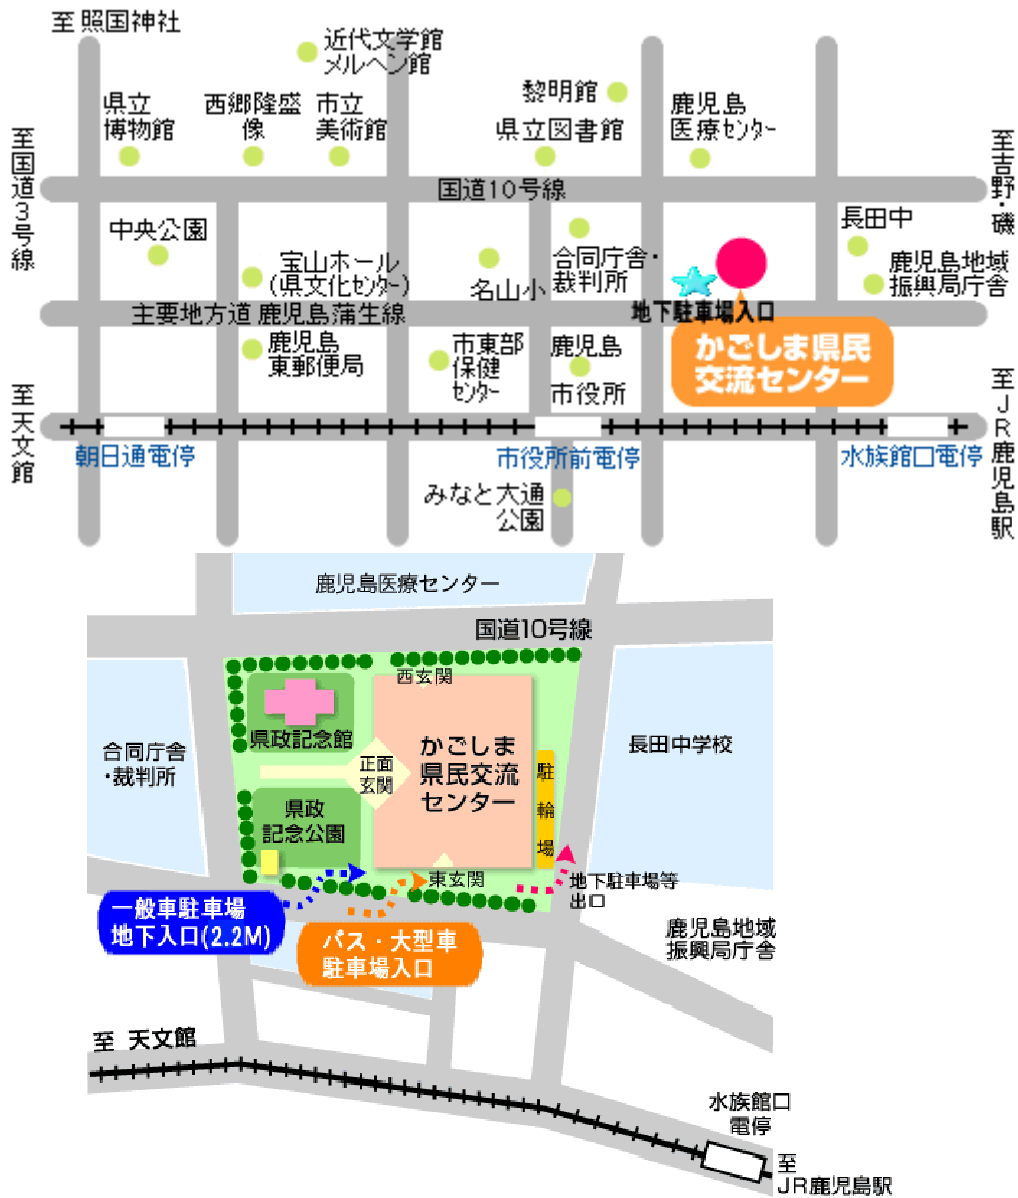 至 照国神社
近代文学館
メルヘン館
県立
博物館
西郷隆盛
像
市立
美術館
黎明館
県立図書館
鹿児島
医療センター
至国道3号線
至吉野・磯
国道10号線
中央公園
宝山ホール
(県文化センター)
名山小
合同庁舎・
裁判所
長田中
鹿児島地域
振興局庁舎
地下駐車場入口
主要地方道 鹿児島蒲生線
かごしま県民
交流センター
鹿児島
東郵便局
市東部
保健
センター
鹿児島
市役所
至天文館
至JR鹿児島駅
朝日通電停
市役所前電停
水族館口電停
みなと大通
公園
鹿児島医療センター
国道10号線
西玄関
県政記念館
合同庁舎
・裁判所
正面
玄関
かごしま
県民交流
センター
長田中学校
駐輪場
県政
記念公園
東玄関
地下駐車場等
出口
一般車駐車場
地下入口(2.2M)
バス・大型車
駐車場入口
鹿児島地域
振興局庁舎
至 天文館
水族館口
電停
至
JR鹿児島駅